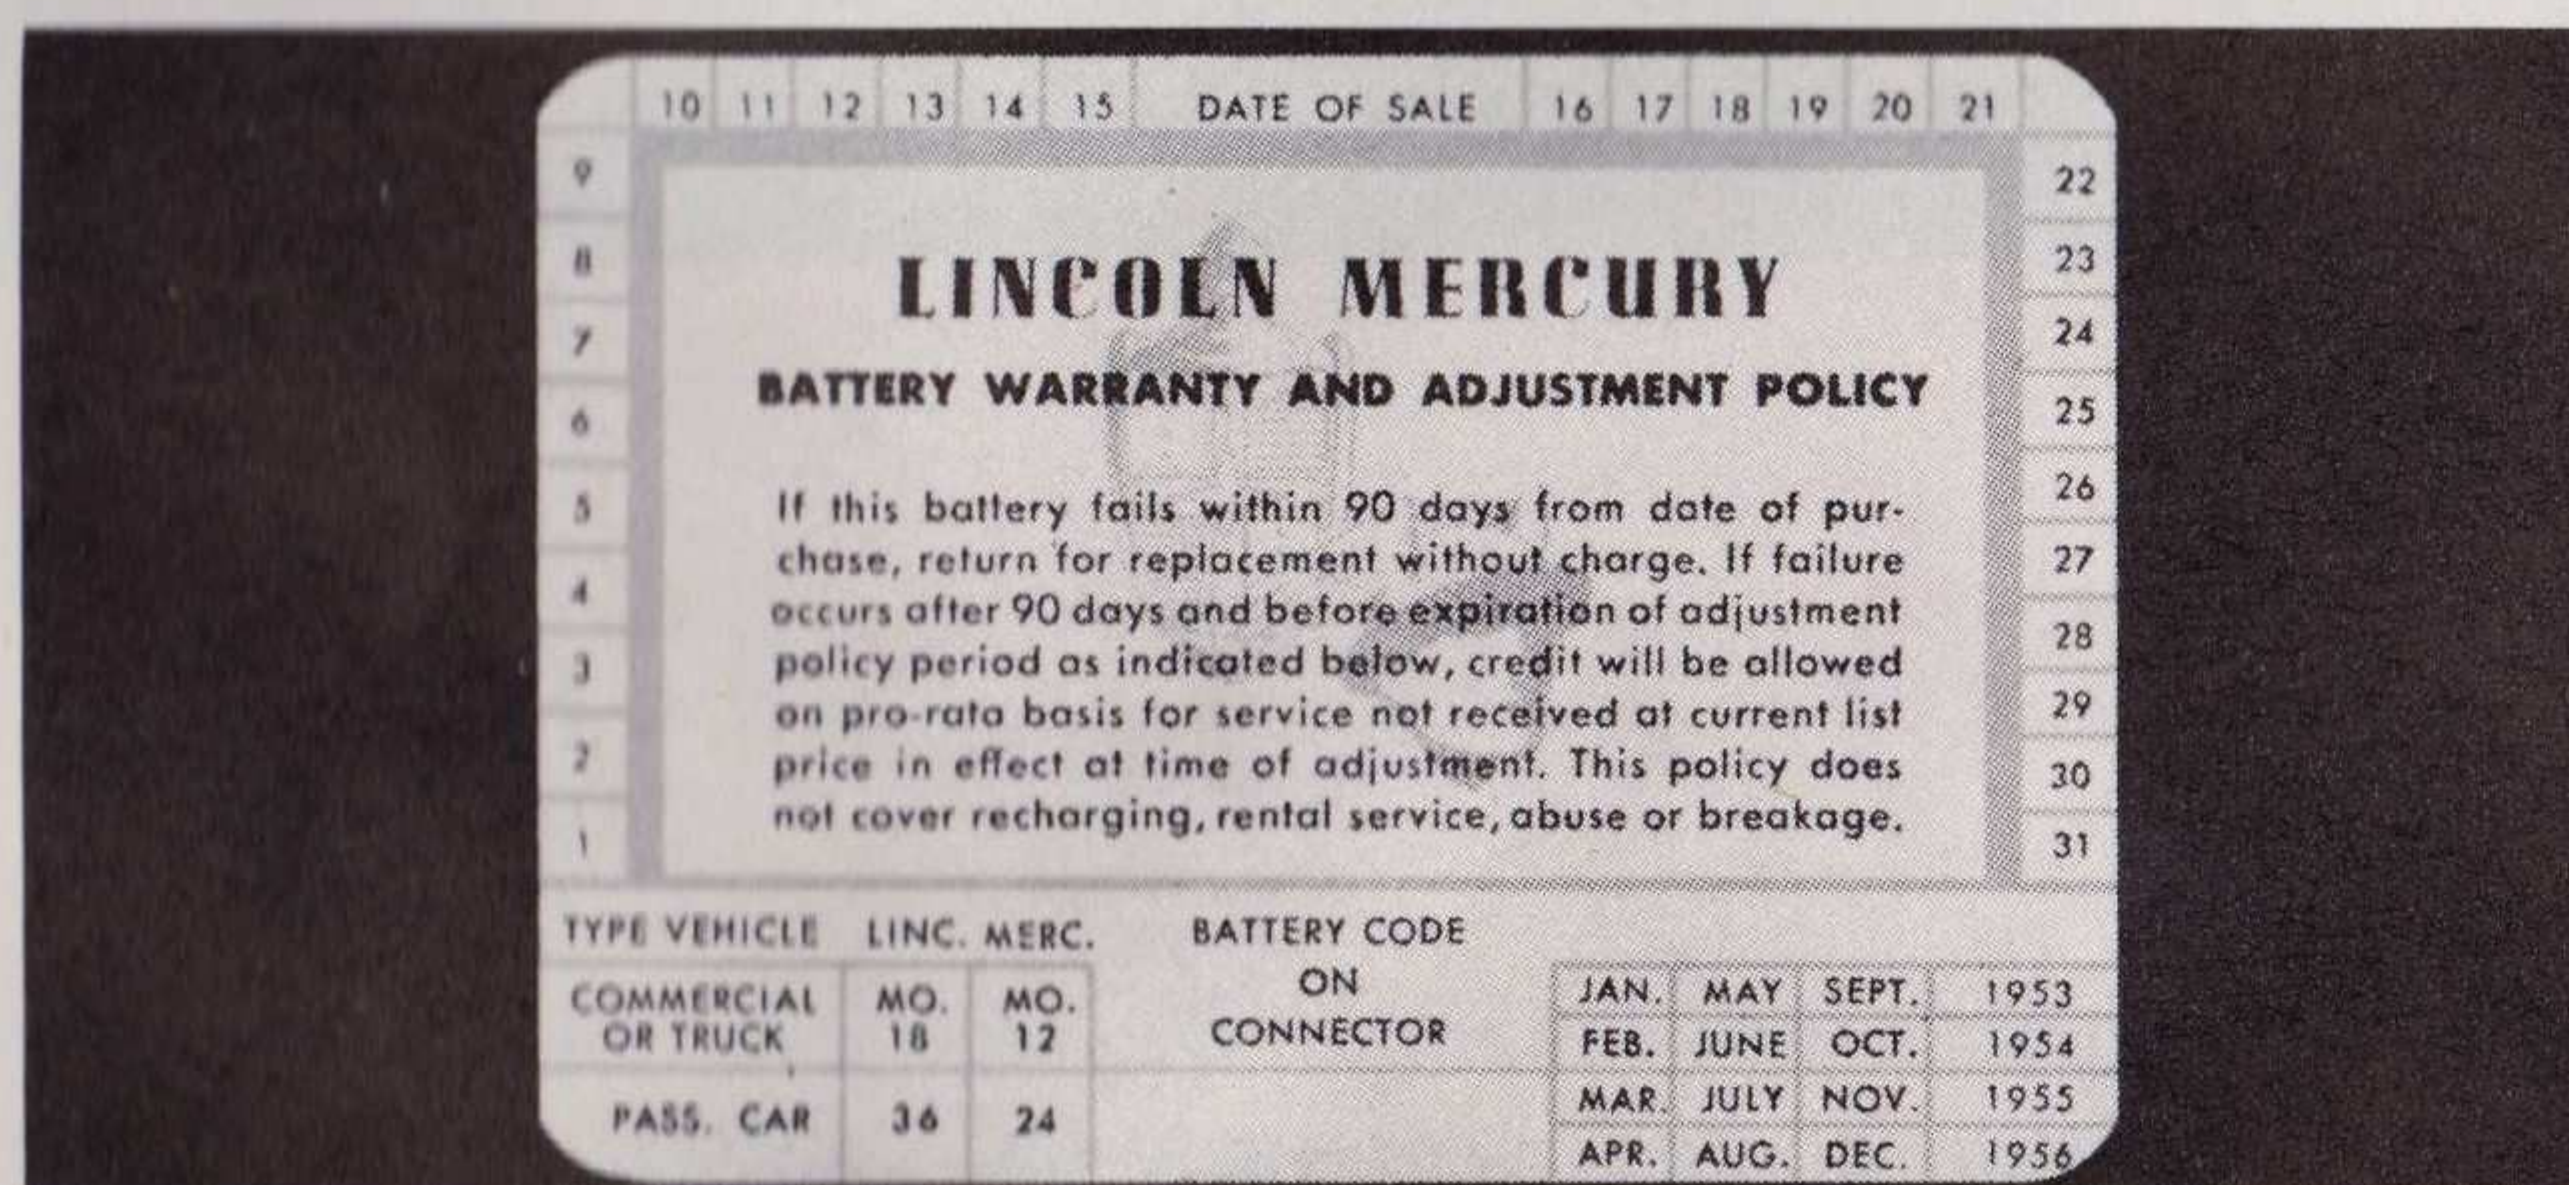 10 11 12 13 14 15 DATE OF SALE 16 17 18 19 20 21
9 22
8 23
7 24
6 25
5 26
4 27
3 28
2 29
1 30
31
LINCOLN MERCURY
BATTERY WARRANTY AND ADJUSTMENT POLICY
If this battery fails within 90 days from date of pur-
chase, return for replacement without charge. If failure
occurs after 90 days and before expiration of adjustment
policy period as indicated below, credit will be allowed
on pro-rata basis for service not received at current list
price in effect at time of adjustment. This policy does
not cover recharging, rental service, abuse or breakage.
TYPE VEHICLE LINC. MERC.
COMMERCIAL MO. MO.
OR TRUCK 18 12
PASS. CAR 36 24
BATTERY CODE
ON
CONNECTOR
JAN. MAY SEPT. 1953
FEB. JUNE OCT. 1954
MAR. JULY NOV. 1955
APR. AUG. DEC. 1956